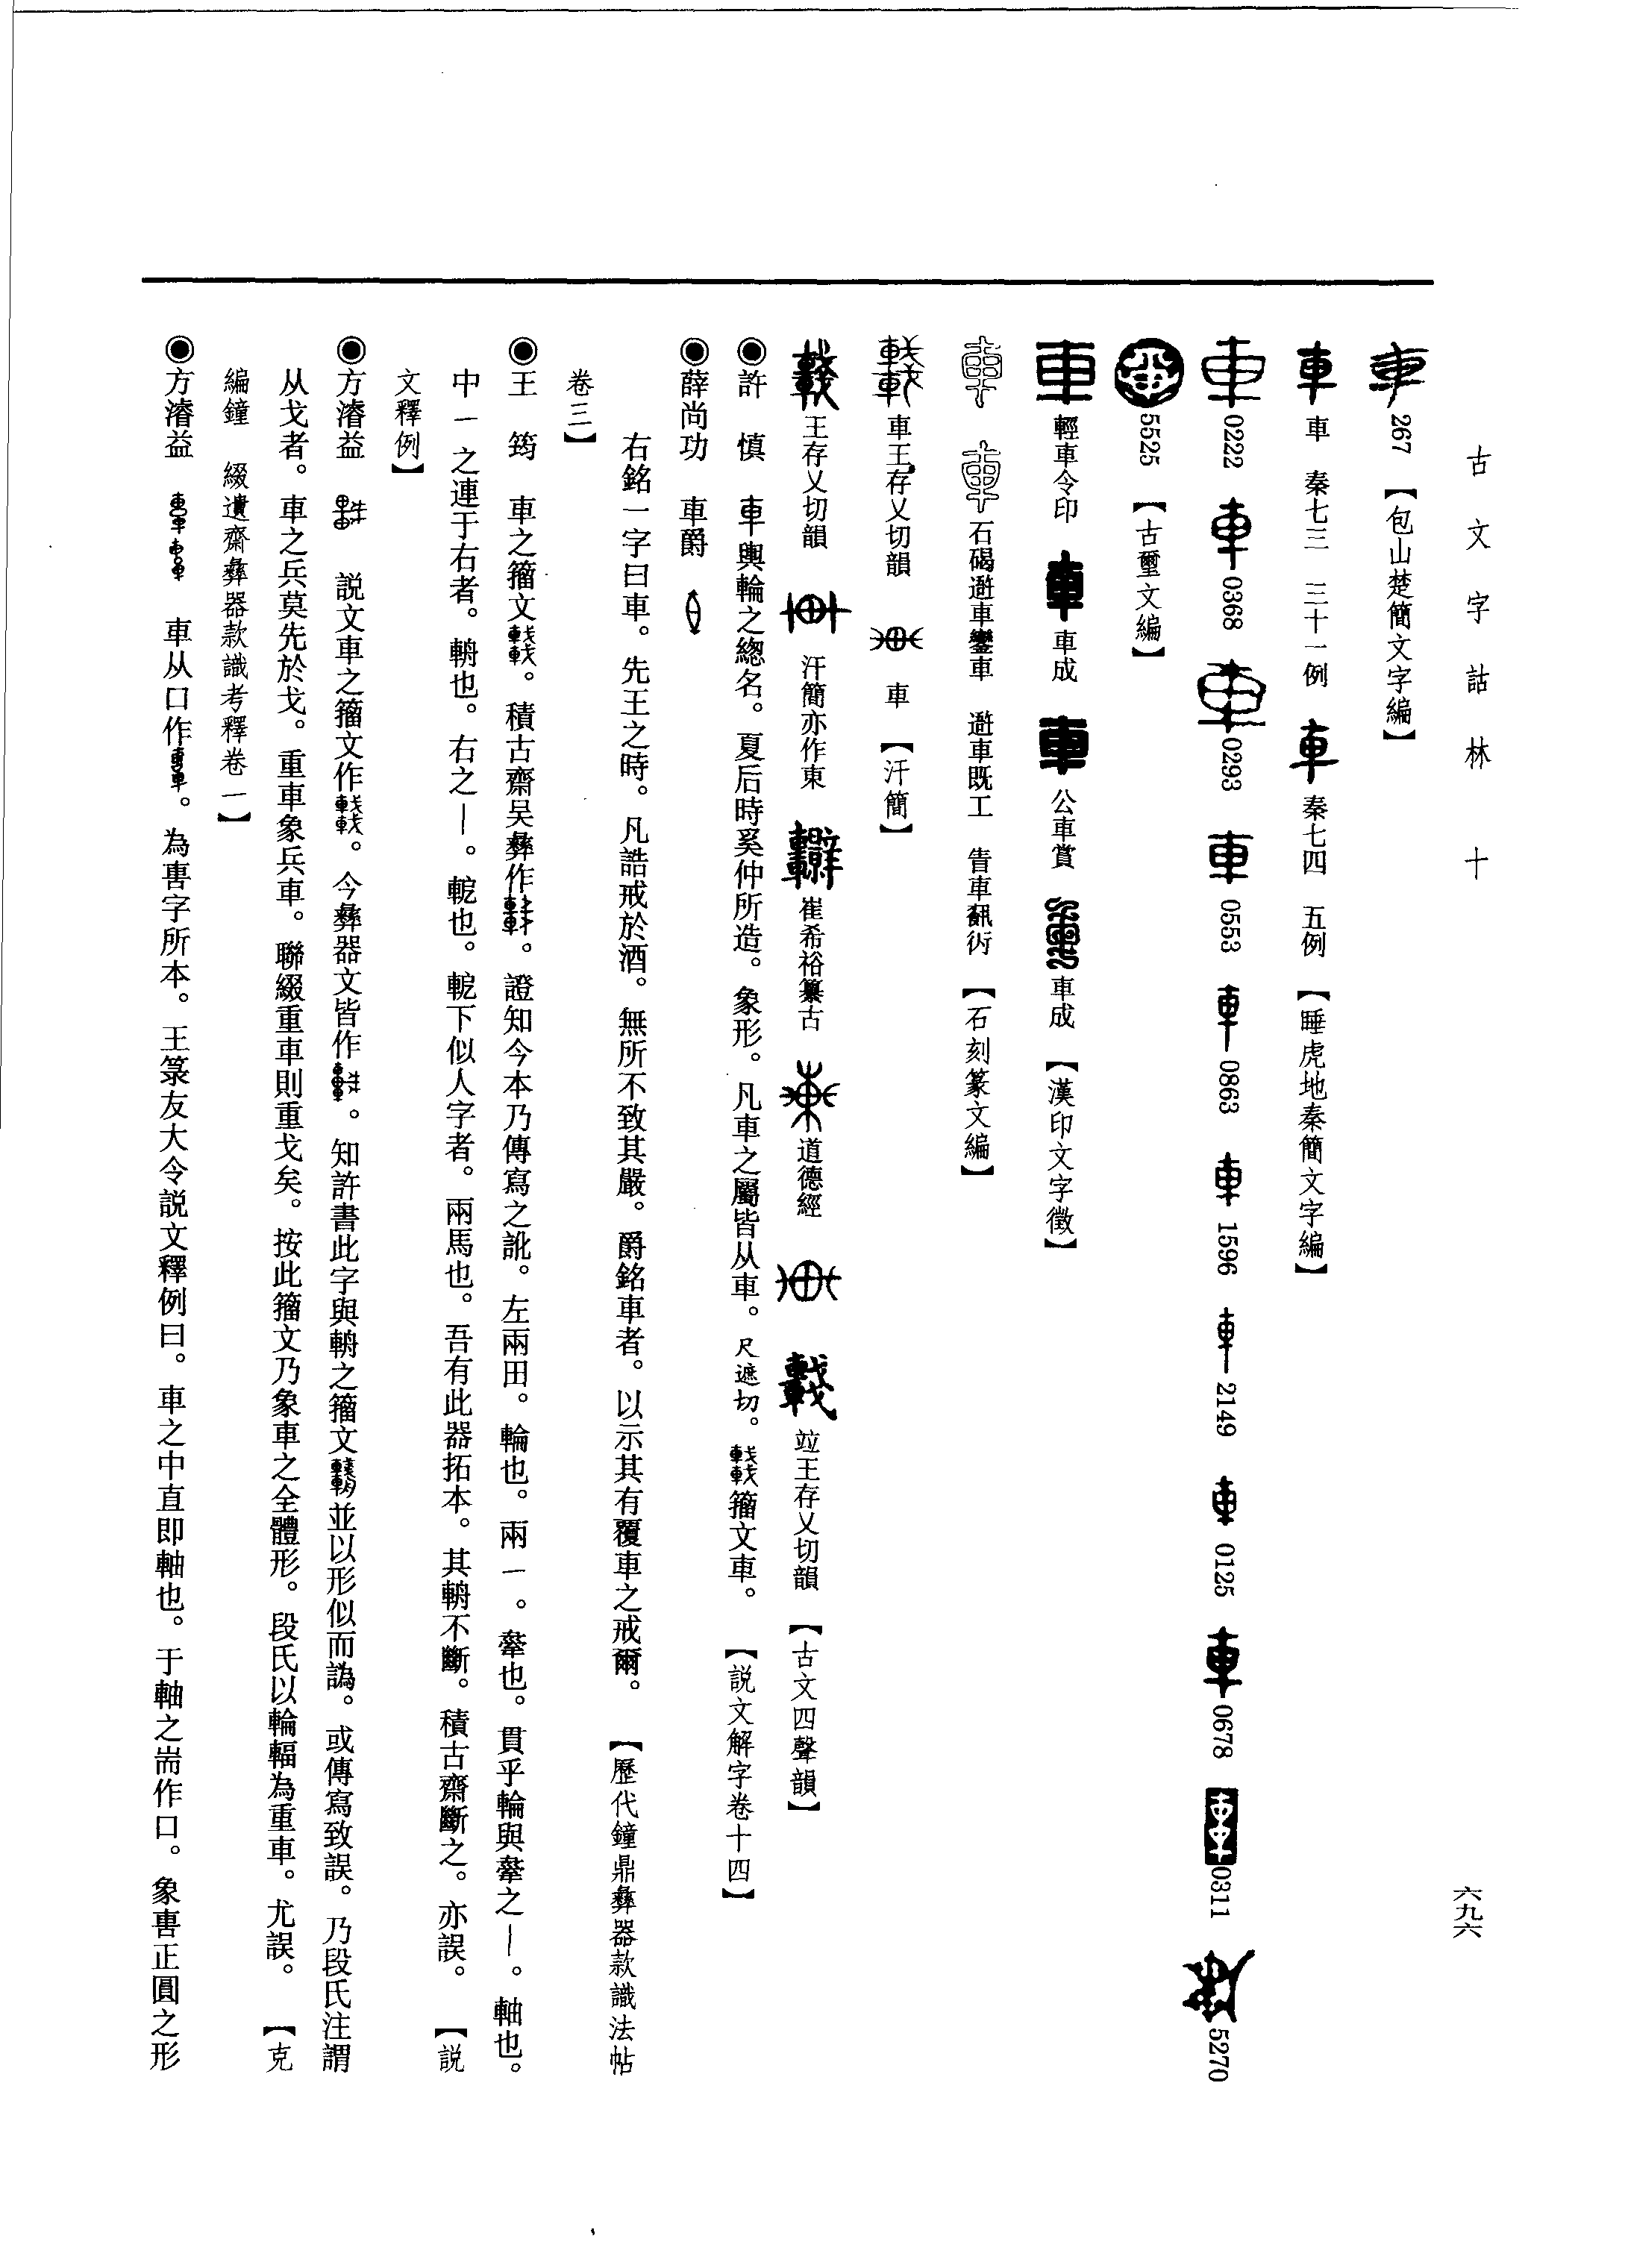 古文字詁林 十
六九六
267 【包山楚簡文字編】
車 秦七三 三十一例 秦七四 五例 【睡虎地秦簡文字編】
0222 0368 0293 0553 0863 1596 2149 0125 0678 0311 5270
5525 【古璽文編】
輕車令印 車成 公車賞 車成 【漢印文字徵】
石碣遊車鑾車 遊車既工 眚車 【石刻篆文編】
車王存乂切韻 車 【汗簡】
王存乂切韻 汗簡亦作東 崔希裕纂古 道德經 竝王存乂切韻 【古文四聲韻】
◉許 慎 車輿輪之總名。夏后時奚仲所造。象形。凡車之屬皆从車。尺遮切。籀文車。 【説文解字卷十四】
◉薛尚功 車爵
右銘一字曰車。先王之時。凡誥戒於酒。無所不致其嚴。爵銘車者。以示其有覆車之戒爾。 【歷代鐘鼎彝器款識法帖
卷三】
◉王 筠 車之籀文。積古齋吴彝作。證知今本乃傳寫之訛。左兩田。輪也。兩一。舝也。貫乎輪與舝之丨。軸也。
中一之連于右者。輈也。右之丨。軶也。軶下似人字者。兩馬也。吾有此器拓本。其輈不斷。積古齋斷之。亦誤。 【説
文釋例】
◉方濬益 説文車之籀文作。今彝器文皆作。知許書此字與輈之籀文並以形似而譌。或傳寫致誤。乃段氏注謂
从戈者。車之兵莫先於戈。重車象兵車。聯綴重車則重戈矣。按此籀文乃象車之全體形。段氏以輪輻為重車。尤誤。 【克
編鐘 綴遺齋彝器款識考釋卷一】
◉方濬益 車从口作。為軎字所本。王箓友大令説文釋例曰。車之中直即軸也。于軸之耑作口。象軎正圓之形